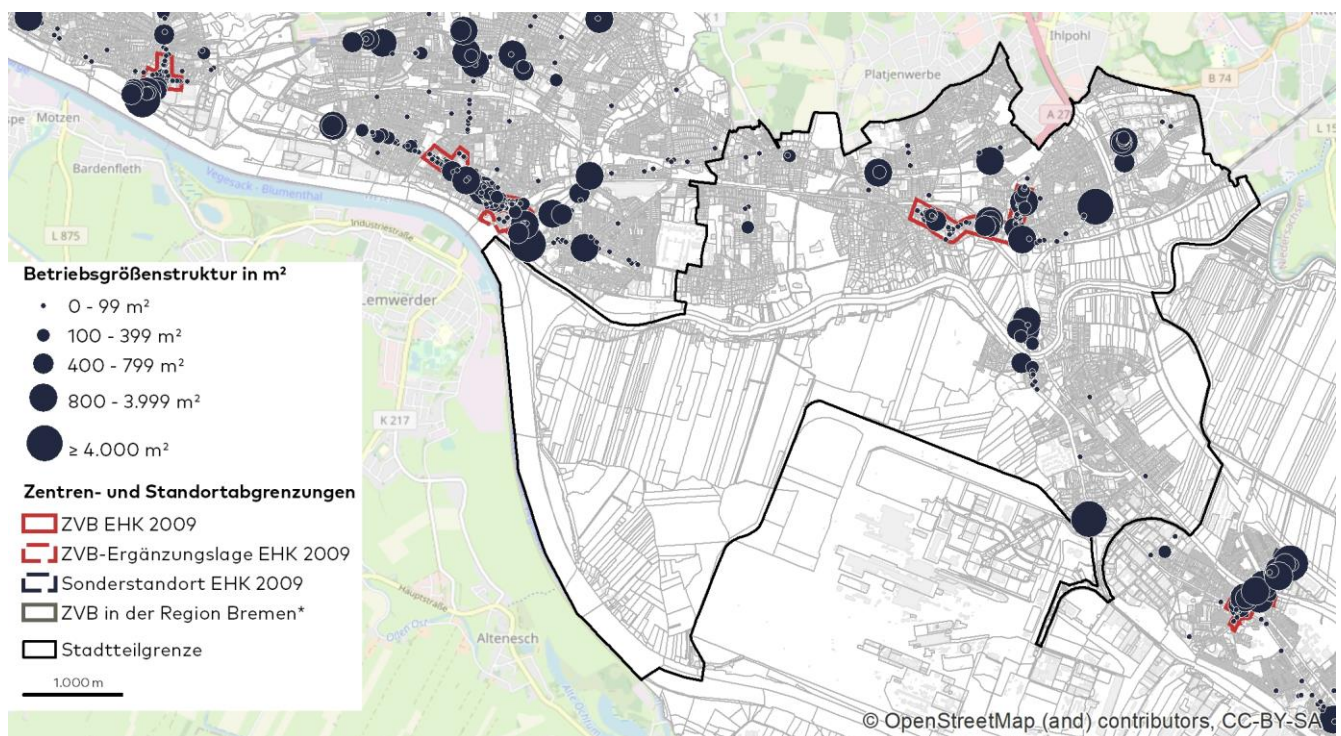 Ihlpohl
Platjenwerbe
B 74
A 27
L 15
Motzen
Bardenfleth
Vegesack - Blumenthal
Industriestraße
L 875
Niedersachsen
Betriebsgrößenstruktur in m²
0 - 99 m²
100 - 399 m²
400 - 799 m²
800 - 3.999 m²
≥ 4.000 m²
Lemwerder
K 217
Zentren- und Standortabgrenzungen
ZVB EHK 2009
ZVB-Ergänzungslage EHK 2009
Sonderstandort EHK 2009
ZVB in der Region Bremen*
Stadtteilgrenze
1.000 m
Hauptstraße
Altenesch
© OpenStreetMap (and) contributors, CC-BY-SA